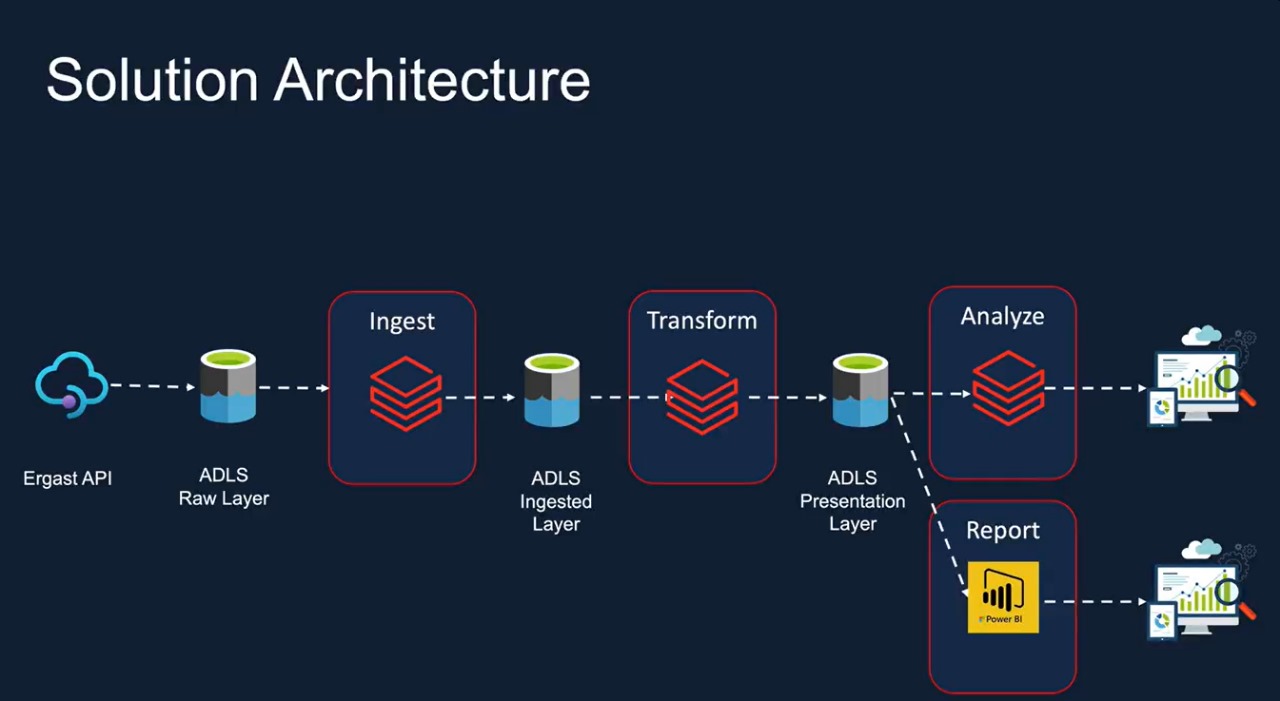 Solution Architecture
Ergast API
ADLS
Raw Layer
Ingest
ADLS
Ingested
Layer
Transform
ADLS
Presentation
Layer
Analyze
Report
Power BI